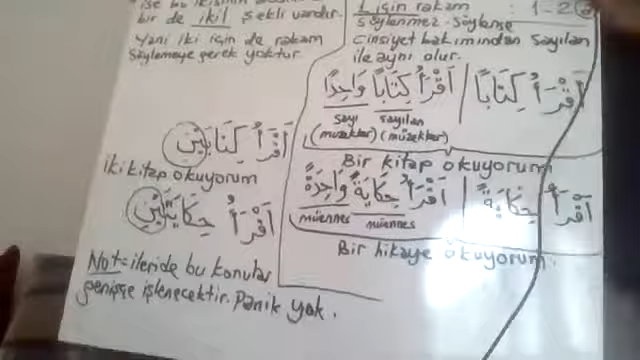 bir de ikil şekli vardır.
Yani iki için de rakam
söylemeye gerek yoktur
أَقْرَأُ كِتَابَيْنِ
İki kitap okuyorum
أَقْرَأُ حِكَايَتَيْنِ
Not= ileride bu konular
genişçe işlenecektir. Panik yok.
1 için rakam : 1-2
söylenmez. söylense
cinsiyet bakımından sayılan
ile aynı olur.
أَقْرَأُ كِتَابًا | أَقْرَأُ كِتَابًا وَاحِدًا
sayı sayılan
(müzekker) (müzekker)
Bir kitap okuyorum
أَقْرَأُ حِكَايَةً | أَقْرَأُ حِكَايَةً وَاحِدَةً
müennes müennes
Bir hikaye okuyorum.